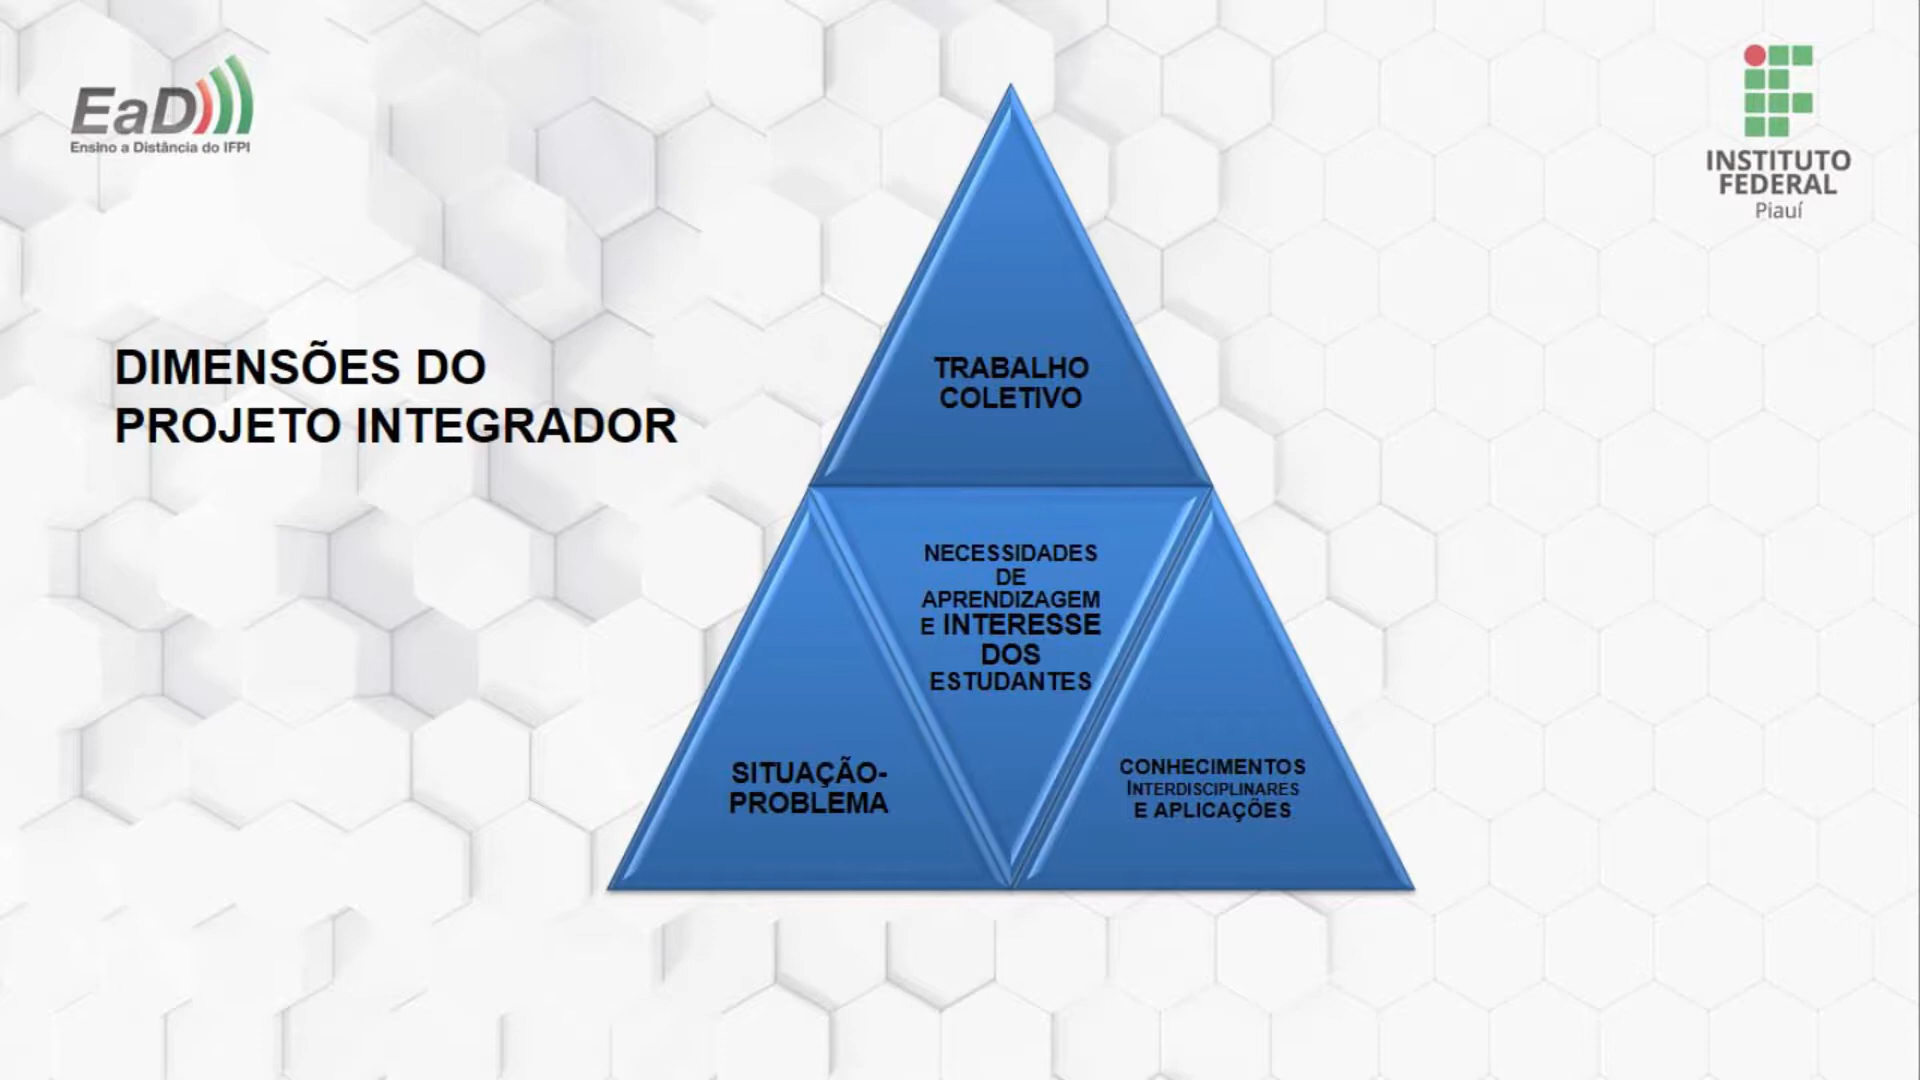 EaD
Ensino a Distância do IFPI
INSTITUTO
FEDERAL
Piauí
DIMENSÕES DO
PROJETO INTEGRADOR
TRABALHO
COLETIVO
NECESSIDADES
DE
APRENDIZAGEM
E INTERESSE
DOS
ESTUDANTES
SITUAÇÃO-
PROBLEMA
CONHECIMENTOS
INTERDISCIPLINARES
E APLICAÇÕES